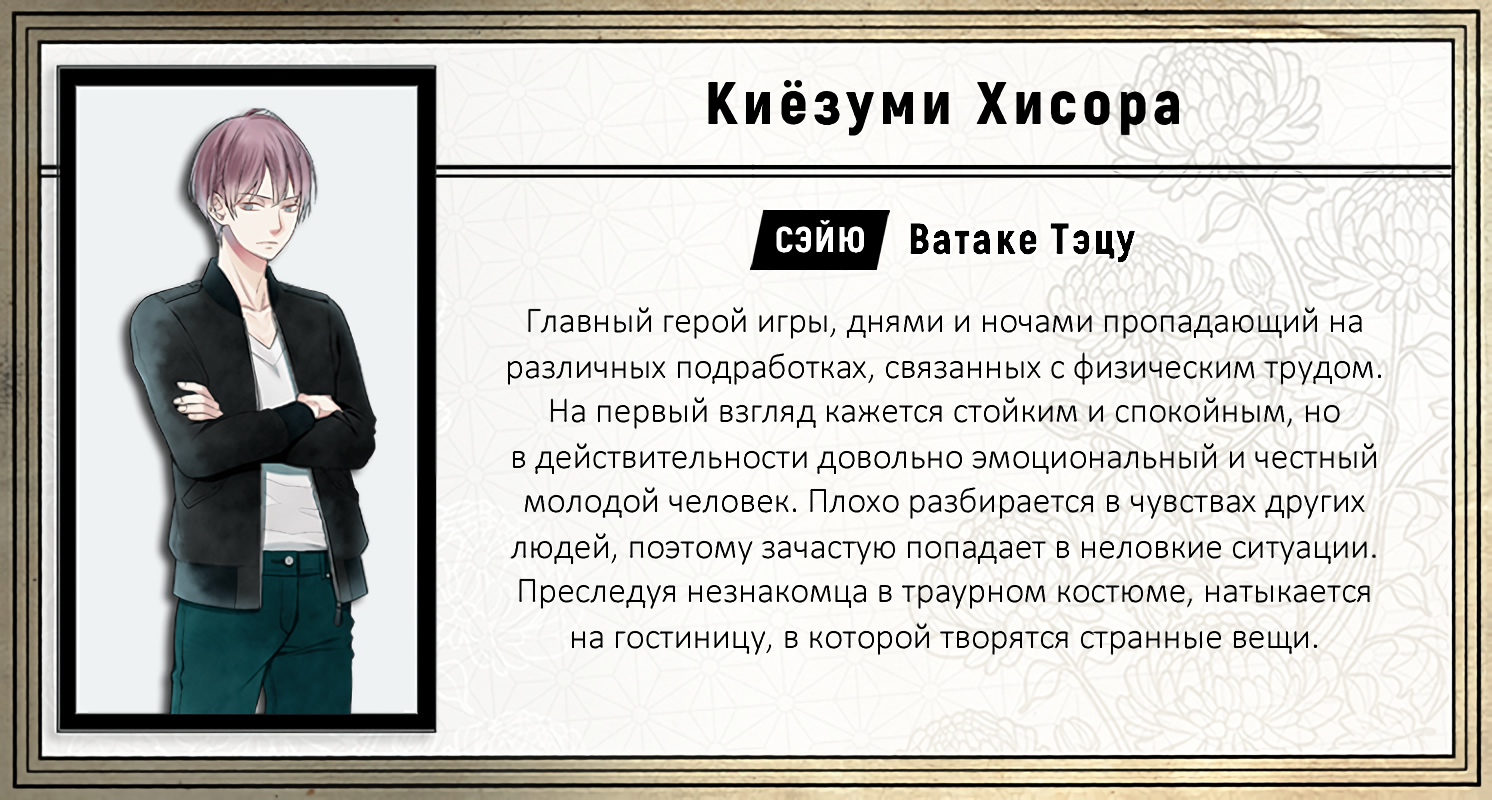 Киёзуми Хисора
СЭЙЮ Ватаке Тэцу
Главный герой игры, днями и ночами пропадающий на
различных подработках, связанных с физическим трудом.
На первый взгляд кажется стойким и спокойным, но
в действительности довольно эмоциональный и честный
молодой человек. Плохо разбирается в чувствах других
людей, поэтому зачастую попадает в неловкие ситуации.
Преследуя незнакомца в траурном костюме, натыкается
на гостиницу, в которой творятся странные вещи.